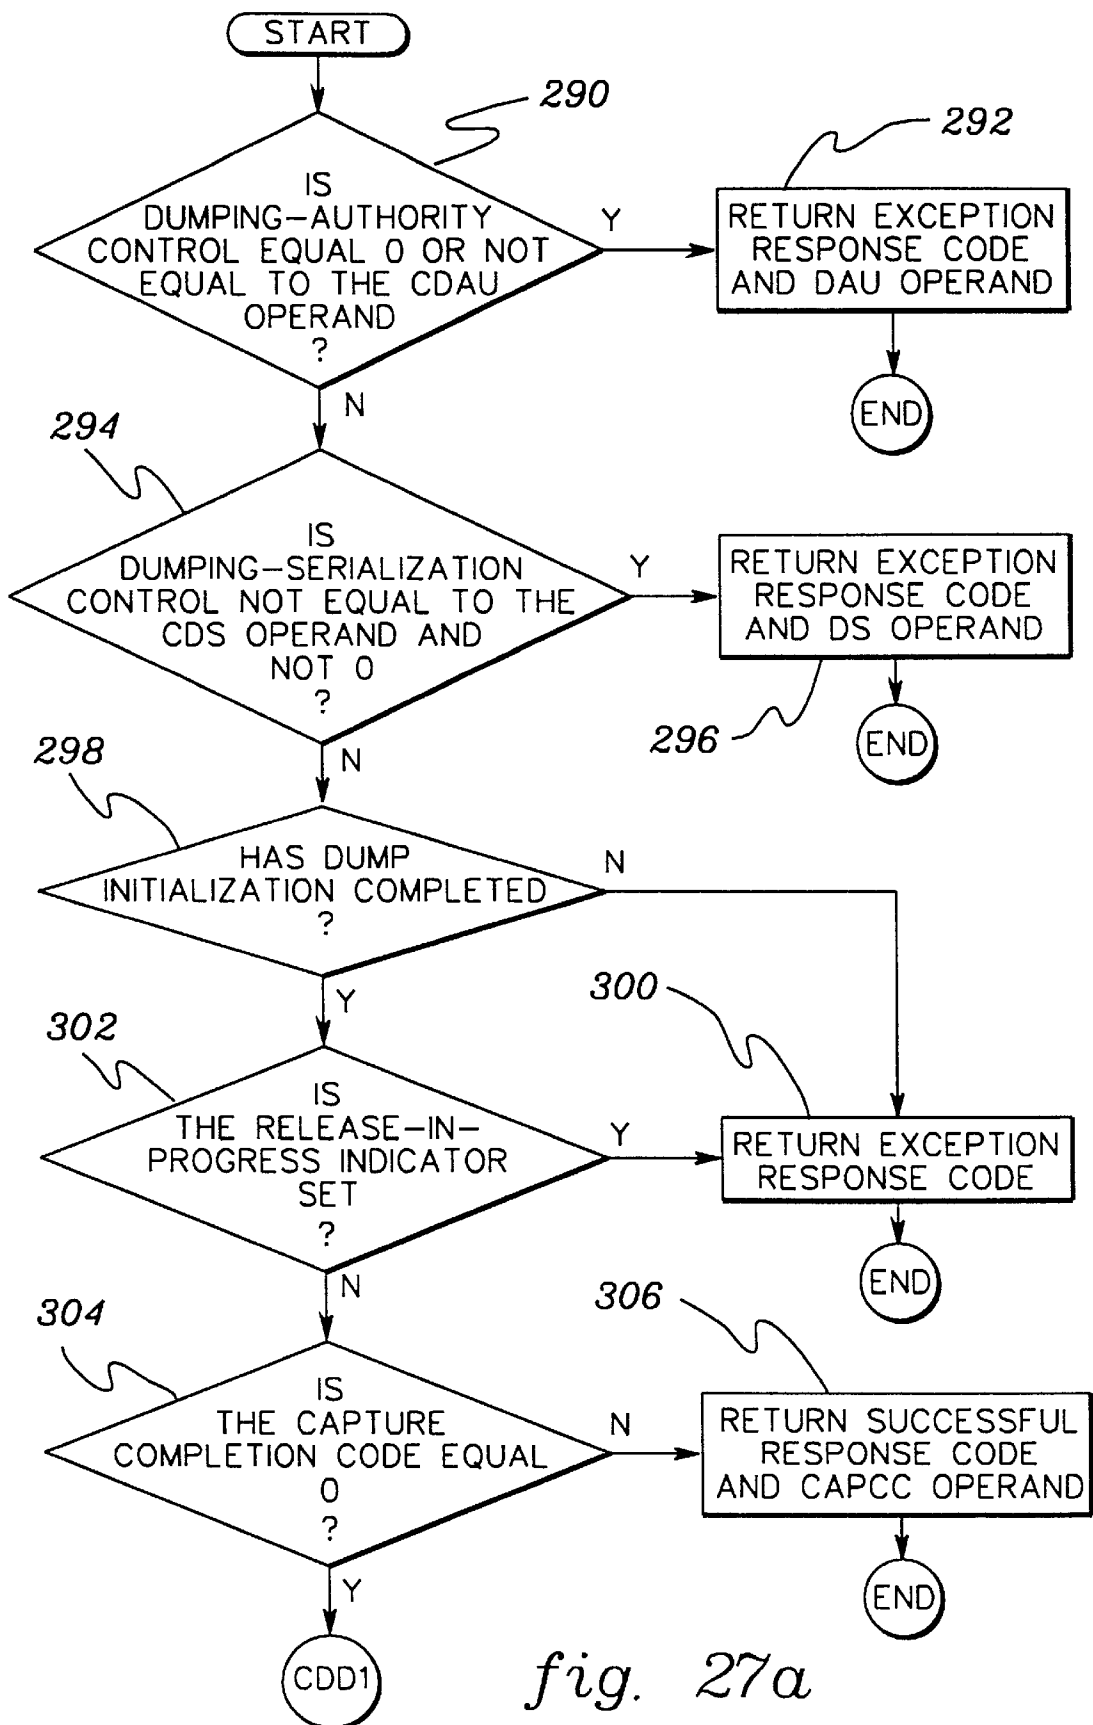 START
290
IS
DUMPING-AUTHORITY
CONTROL EQUAL 0 OR NOT
EQUAL TO THE CDAU
OPERAND
?
Y
292
RETURN EXCEPTION
RESPONSE CODE
AND DAU OPERAND
END
N
294
IS
DUMPING-SERIALIZATION
CONTROL NOT EQUAL TO THE
CDS OPERAND AND
NOT 0
?
Y
RETURN EXCEPTION
RESPONSE CODE
AND DS OPERAND
296
END
N
298
HAS DUMP
INITIALIZATION COMPLETED
?
N
Y
300
302
IS
THE RELEASE-IN-
PROGRESS INDICATOR
SET
?
Y
RETURN EXCEPTION
RESPONSE CODE
END
N
304
IS
THE CAPTURE
COMPLETION CODE EQUAL
0
?
N
306
RETURN SUCCESSFUL
RESPONSE CODE
AND CAPCC OPERAND
END
Y
CDD1
fig. 27a